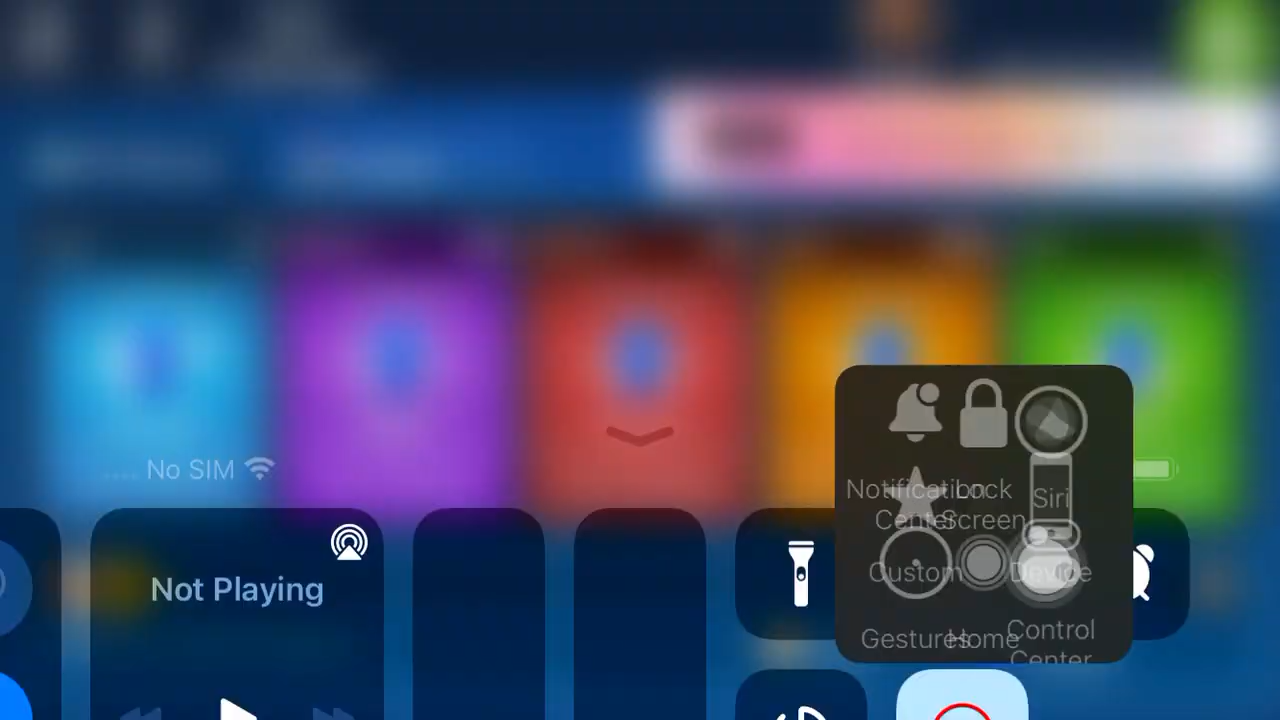 No SIM
Not Playing
Notification
Center
Lock
Screen
Siri
Custom
Device
Gestures
Home
Control
Center